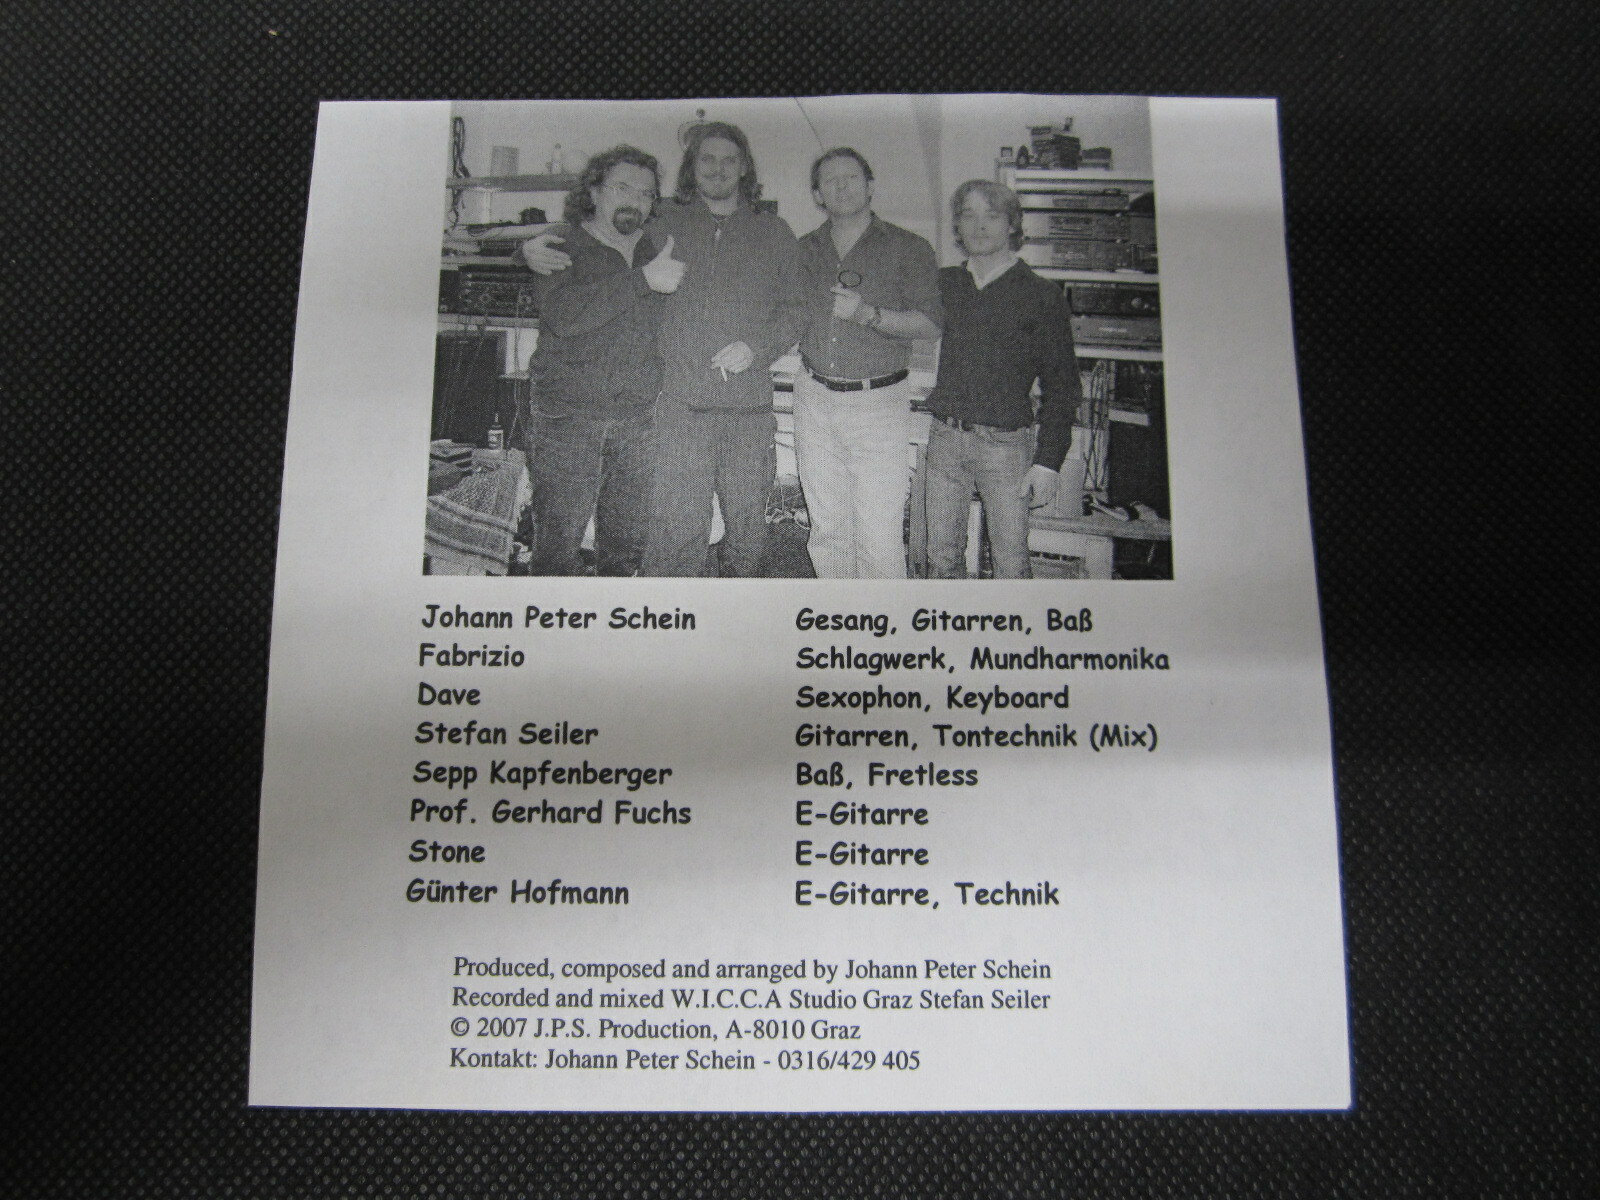 Johann Peter Schein Gesang, Gitarren, Baß
Fabrizio Schlagwerk, Mundharmonika
Dave Sexophon, Keyboard
Stefan Seiler Gitarren, Tontechnik (Mix)
Sepp Kapfenberger Baß, Fretless
Prof. Gerhard Fuchs E-Gitarre
Stone E-Gitarre
Günter Hofmann E-Gitarre, Technik
Produced, composed and arranged by Johann Peter Schein
Recorded and mixed W.I.C.C.A Studio Graz Stefan Seiler
© 2007 J.P.S. Production, A-8010 Graz
Kontakt: Johann Peter Schein - 0316/429 405